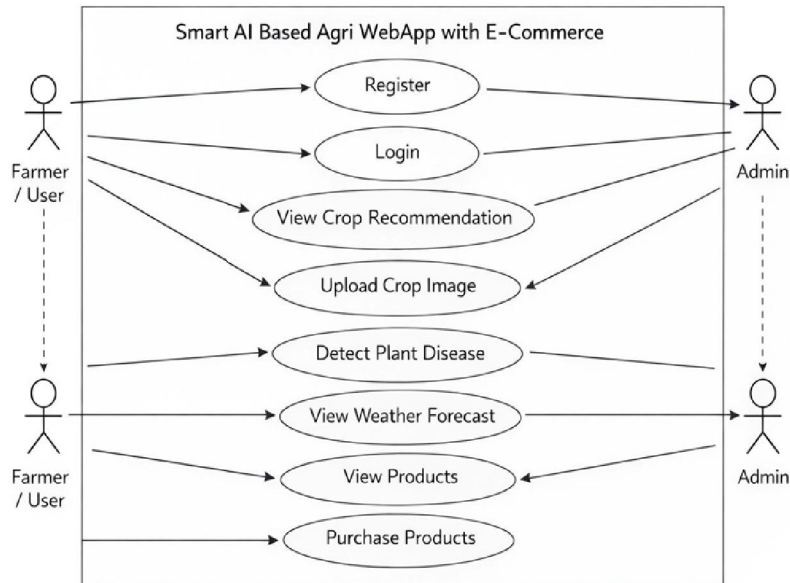 Smart AI Based Agri WebApp with E-Commerce
Register
Login
Farmer
/ User
Admin
View Crop Recommendation
Upload Crop Image
Detect Plant Disease
View Weather Forecast
Farmer
/ User
View Products
Admin
Purchase Products